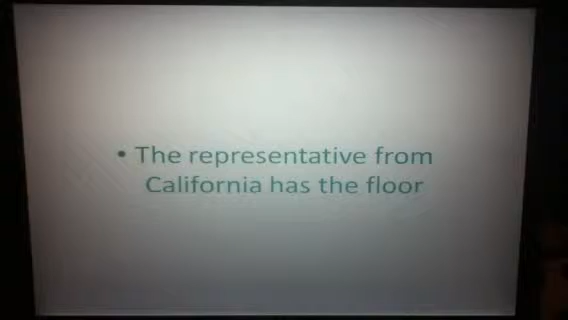 • The representative from
California has the floor